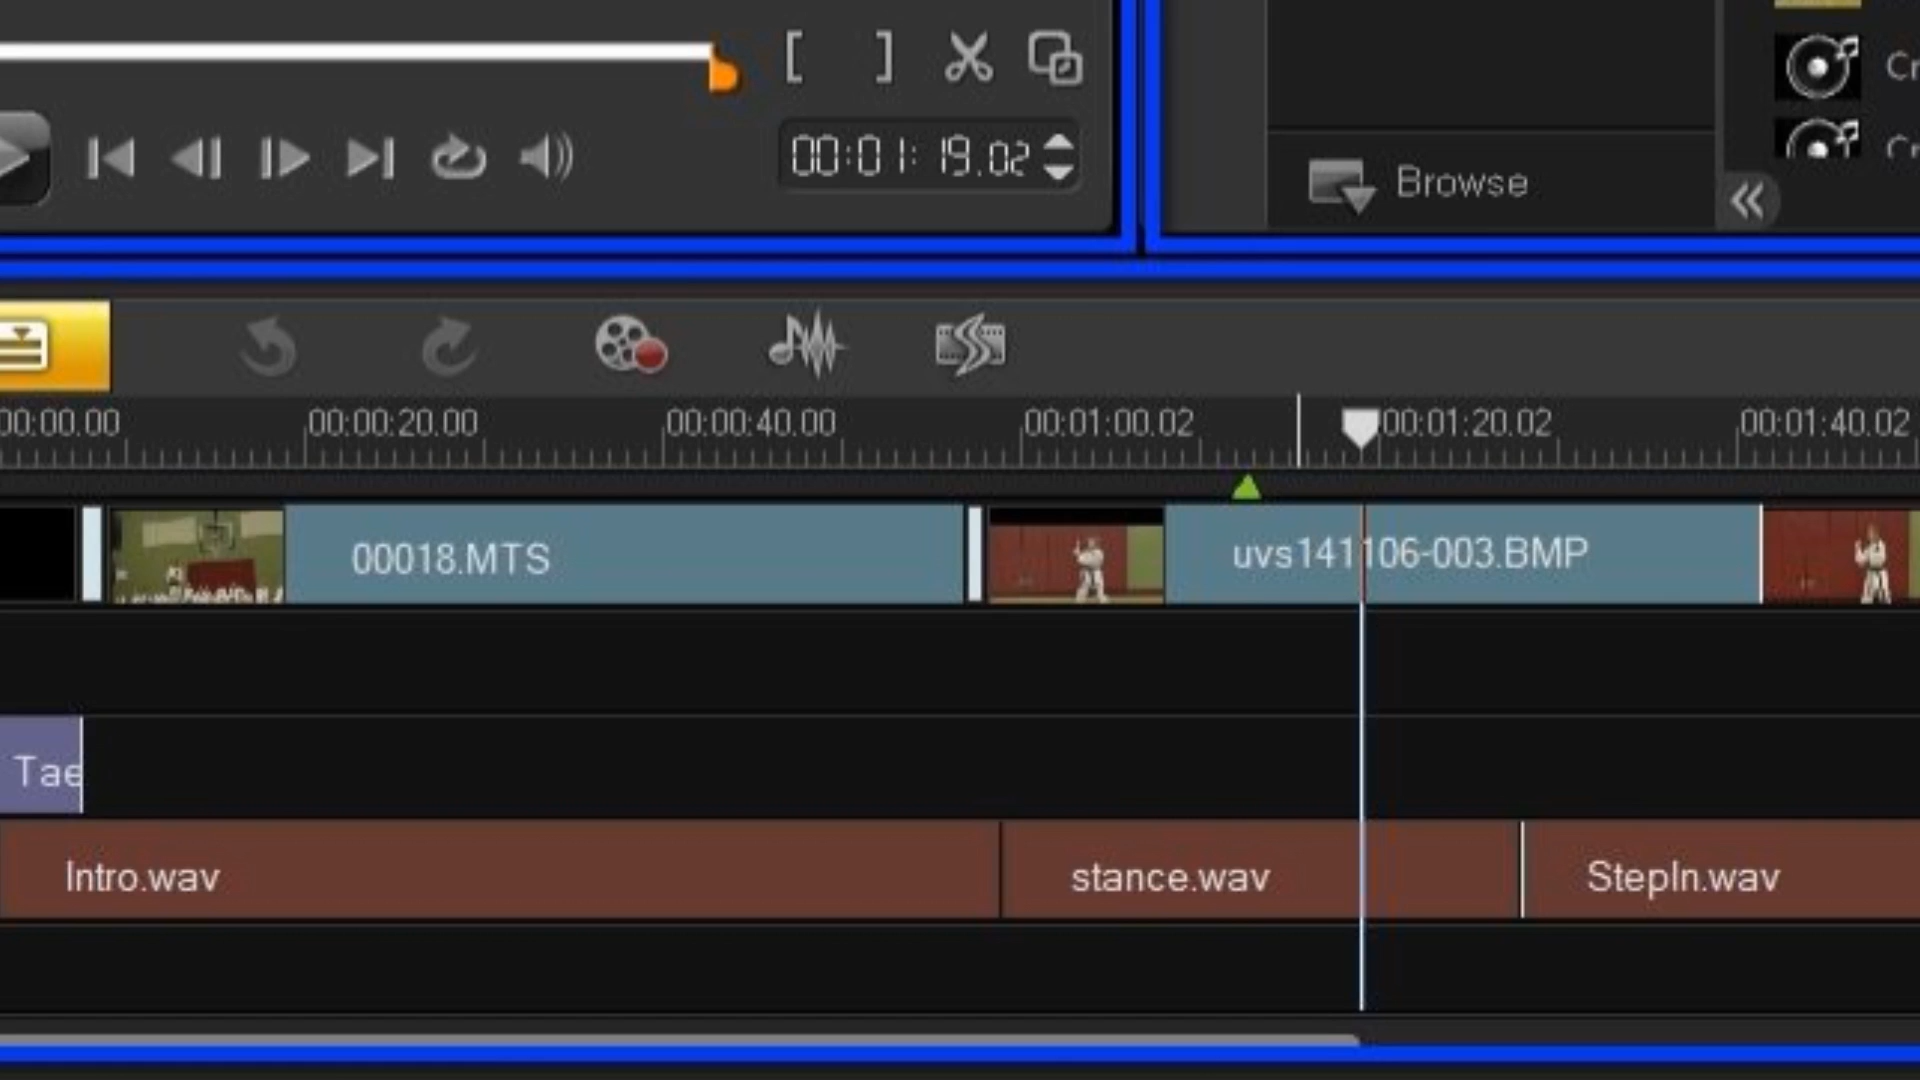 Cr
00:01:19.02
Browse
Cr
00:00.00 00:00:20.00 00:00:40.00 00:01:00.02 00:01:20.02 00:01:40.02
00018.MTS uvs141106-003.BMP
Tae
Intro.wav stance.wav StepIn.wav